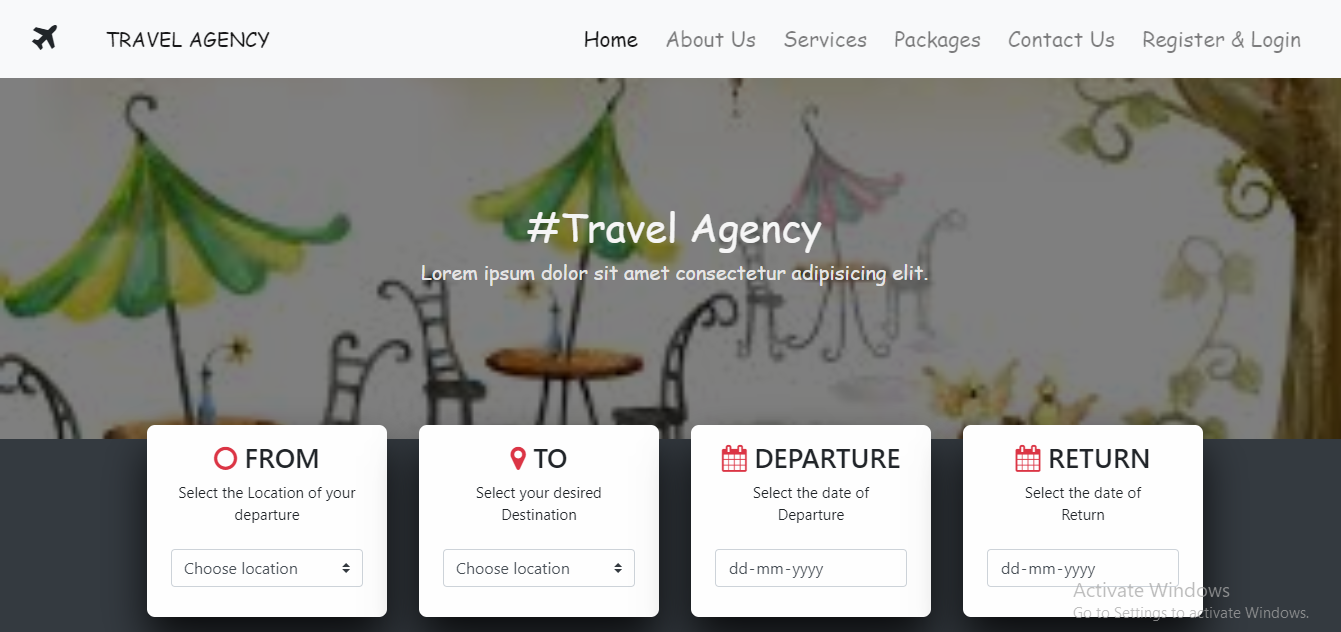 TRAVEL AGENCY
Home About Us Services Packages Contact Us Register & Login
#Travel Agency
Lorem ipsum dolor sit amet consectetur adipisicing elit.
FROM
Select the Location of your
departure
Choose location
TO
Select your desired
Destination
Choose location
DEPARTURE
Select the date of
Departure
dd-mm-yyyy
RETURN
Select the date of
Return
dd-mm-yyyy
Activate Windows
Go to Settings to activate Windows.